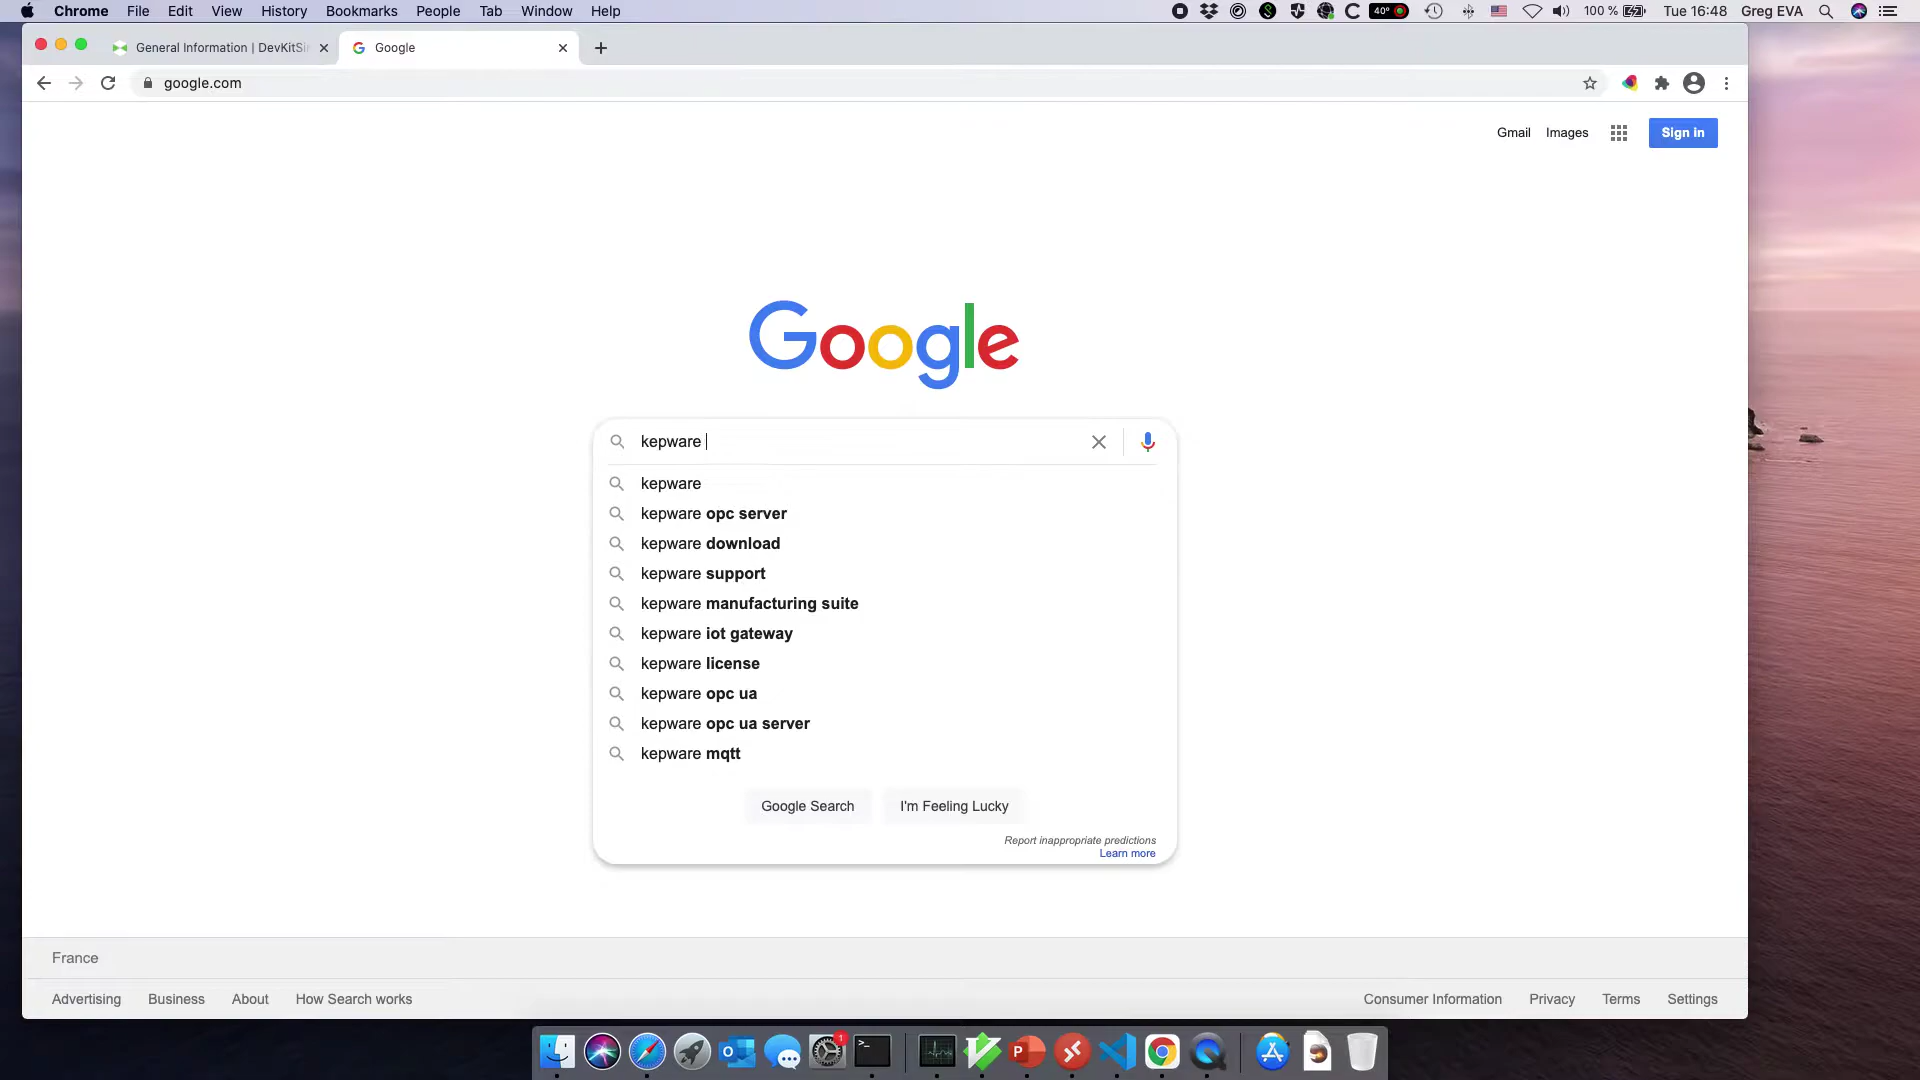 Chrome File Edit View History Bookmarks People Tab Window Help
40° 100 % Tue 16:48 Greg EVA
General Information | DevKitSi
Google
google.com
Gmail Images Sign in
Google
kepware
kepware
kepware opc server
kepware download
kepware support
kepware manufacturing suite
kepware iot gateway
kepware license
kepware opc ua
kepware opc ua server
kepware mqtt
Google Search I'm Feeling Lucky
Report inappropriate predictions
Learn more
France
Advertising Business About How Search works Consumer Information Privacy Terms Settings
1